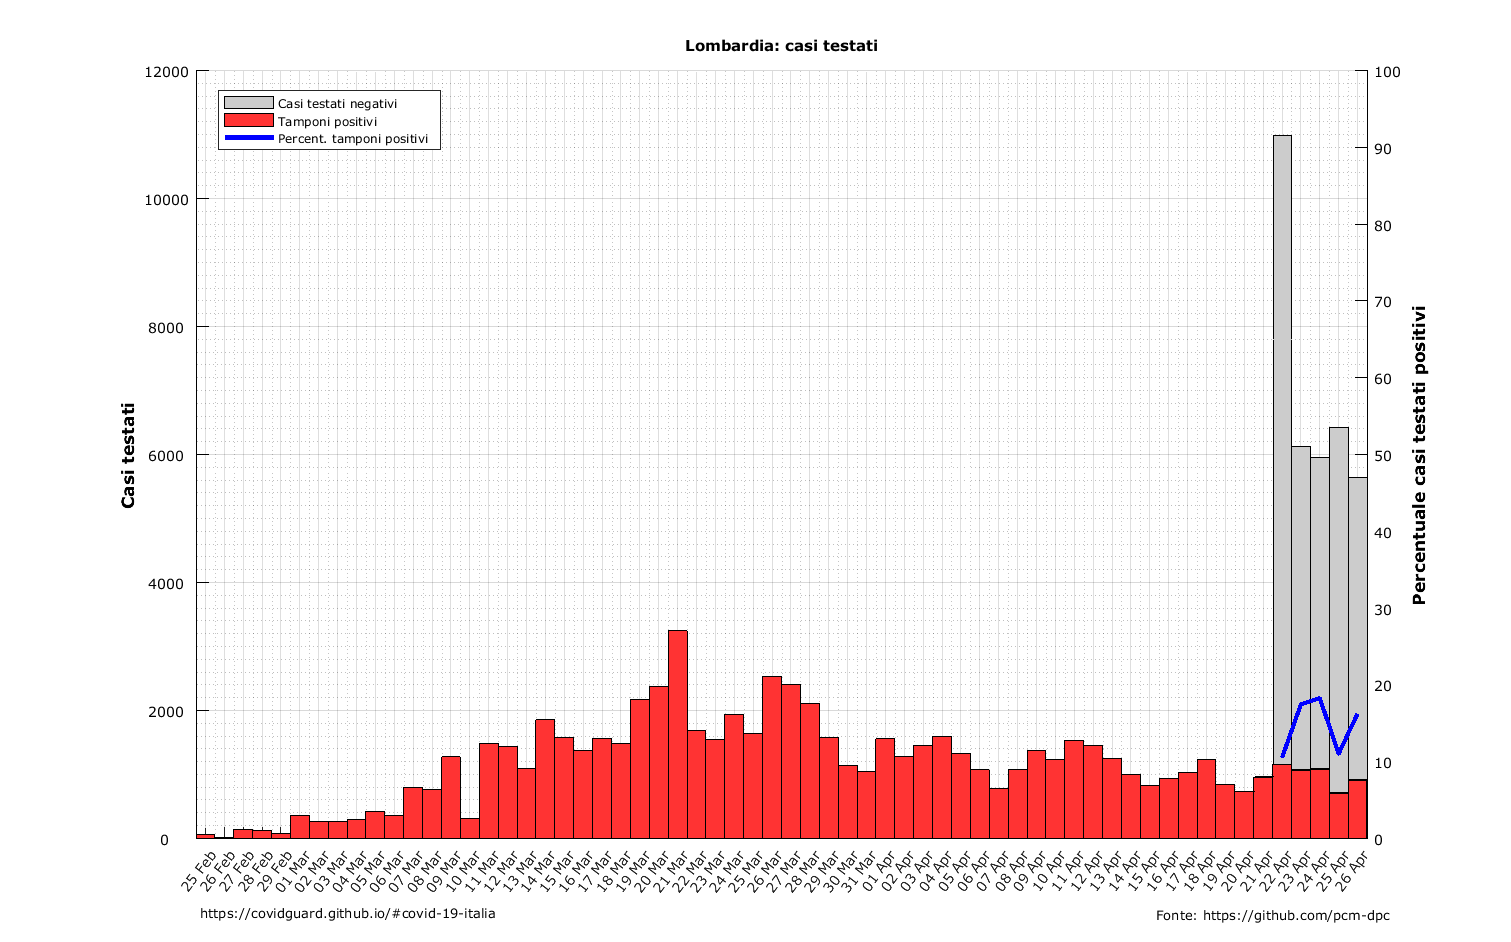 Lombardia: casi testati
Casi testati negativi
Tamponi positivi
Percent. tamponi positivi
Casi testati
12000
10000
8000
6000
4000
2000
0
100
90
80
70
60
50
40
30
20
10
0
Percentuale casi testati positivi
25 Feb
26 Feb
27 Feb
28 Feb
29 Feb
01 Mar
02 Mar
03 Mar
04 Mar
05 Mar
06 Mar
07 Mar
08 Mar
09 Mar
10 Mar
11 Mar
12 Mar
13 Mar
14 Mar
15 Mar
16 Mar
17 Mar
18 Mar
19 Mar
20 Mar
21 Mar
22 Mar
23 Mar
24 Mar
25 Mar
26 Mar
27 Mar
28 Mar
29 Mar
30 Mar
31 Mar
01 Apr
02 Apr
03 Apr
04 Apr
05 Apr
06 Apr
07 Apr
08 Apr
09 Apr
10 Apr
11 Apr
12 Apr
13 Apr
14 Apr
15 Apr
16 Apr
17 Apr
18 Apr
19 Apr
20 Apr
21 Apr
22 Apr
23 Apr
24 Apr
25 Apr
26 Apr
https://covidguard.github.io/#covid-19-italia
Fonte: https://github.com/pcm-dpc